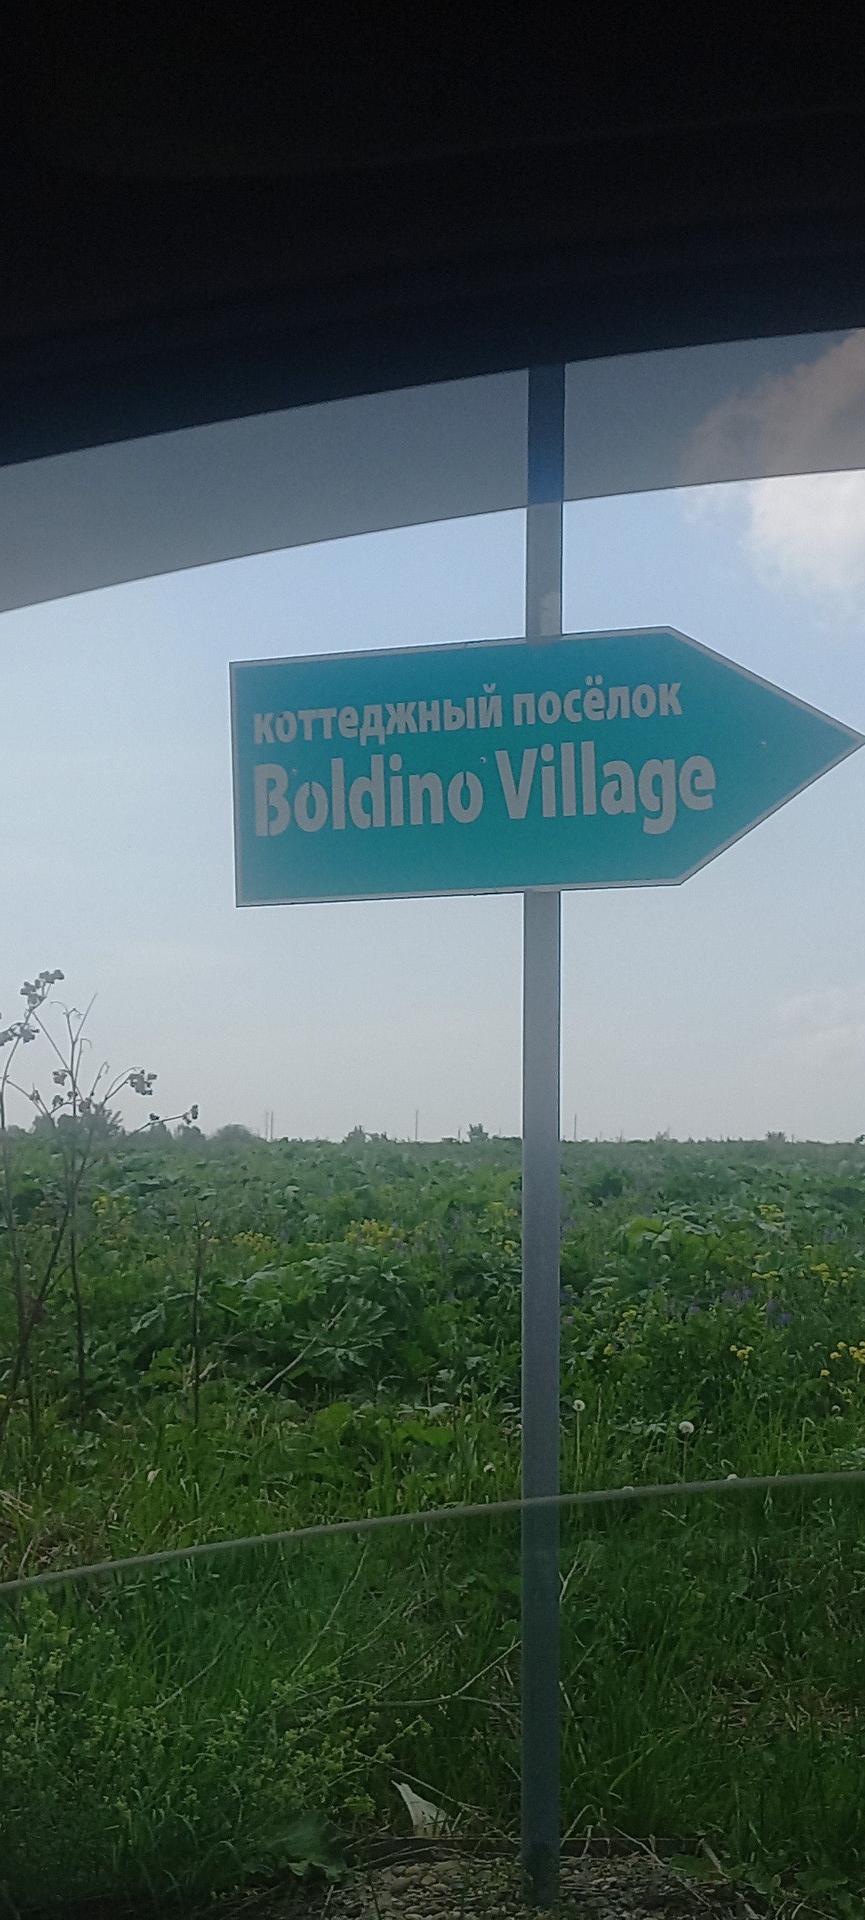 коттеджный посёлок
Boldino Village